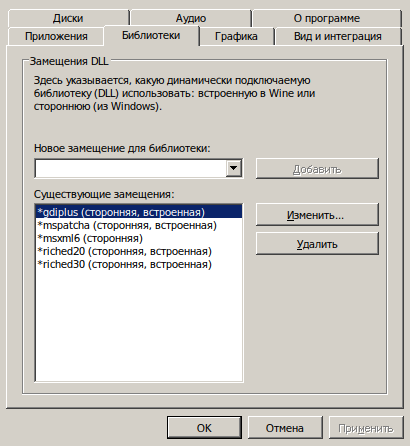 Диски Аудио О программе
Приложения Библиотеки Графика Вид и интеграция
Замещения DLL
Здесь указывается, какую динамически подключаемую
библиотеку (DLL) использовать: встроенную в Wine или
стороннюю (из Windows).
Новое замещение для библиотеки:
Добавить
Существующие замещения:
*gdiplus (сторонняя, встроенная)
Изменить...
*mspatcha (сторонняя, встроенная)
*msxml6 (сторонняя)
Удалить
*riched20 (сторонняя, встроенная)
*riched30 (сторонняя, встроенная)
OK Отмена Применить